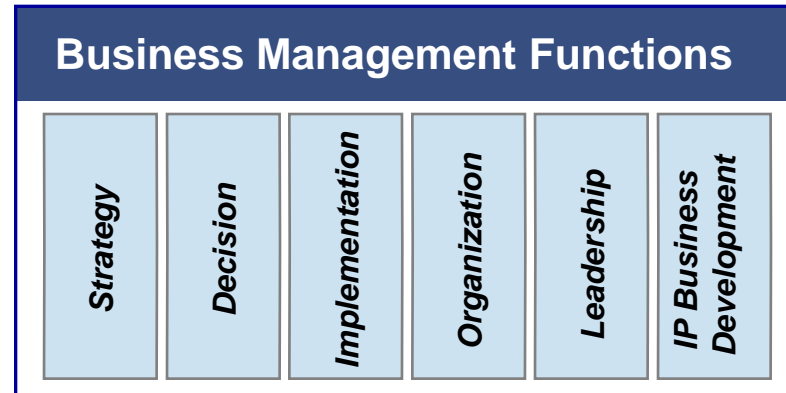 Business Management Functions
Strategy
Decision
Implementation
Organization
Leadership
IP Business
Development